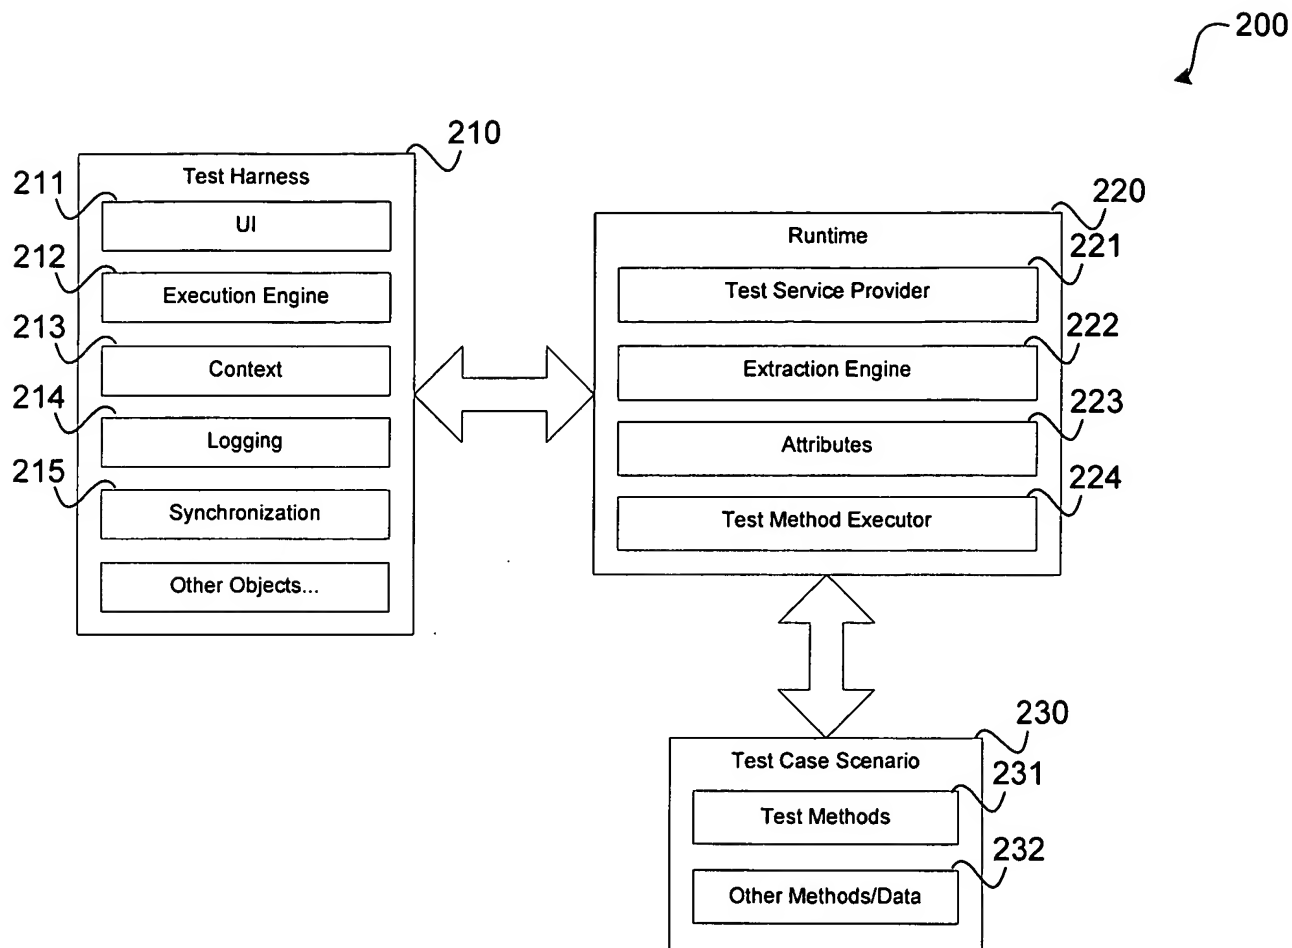 200
210
Test Harness
211
UI
212
Execution Engine
213
Context
214
Logging
215
Synchronization
Other Objects...
220
Runtime
221
Test Service Provider
222
Extraction Engine
223
Attributes
224
Test Method Executor
230
Test Case Scenario
231
Test Methods
232
Other Methods/Data